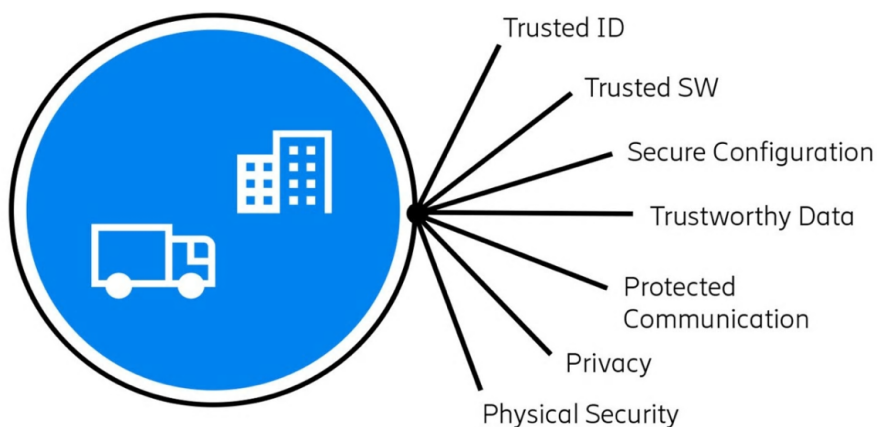 Trusted ID
Trusted SW
Secure Configuration
Trustworthy Data
Protected
Communication
Privacy
Physical Security